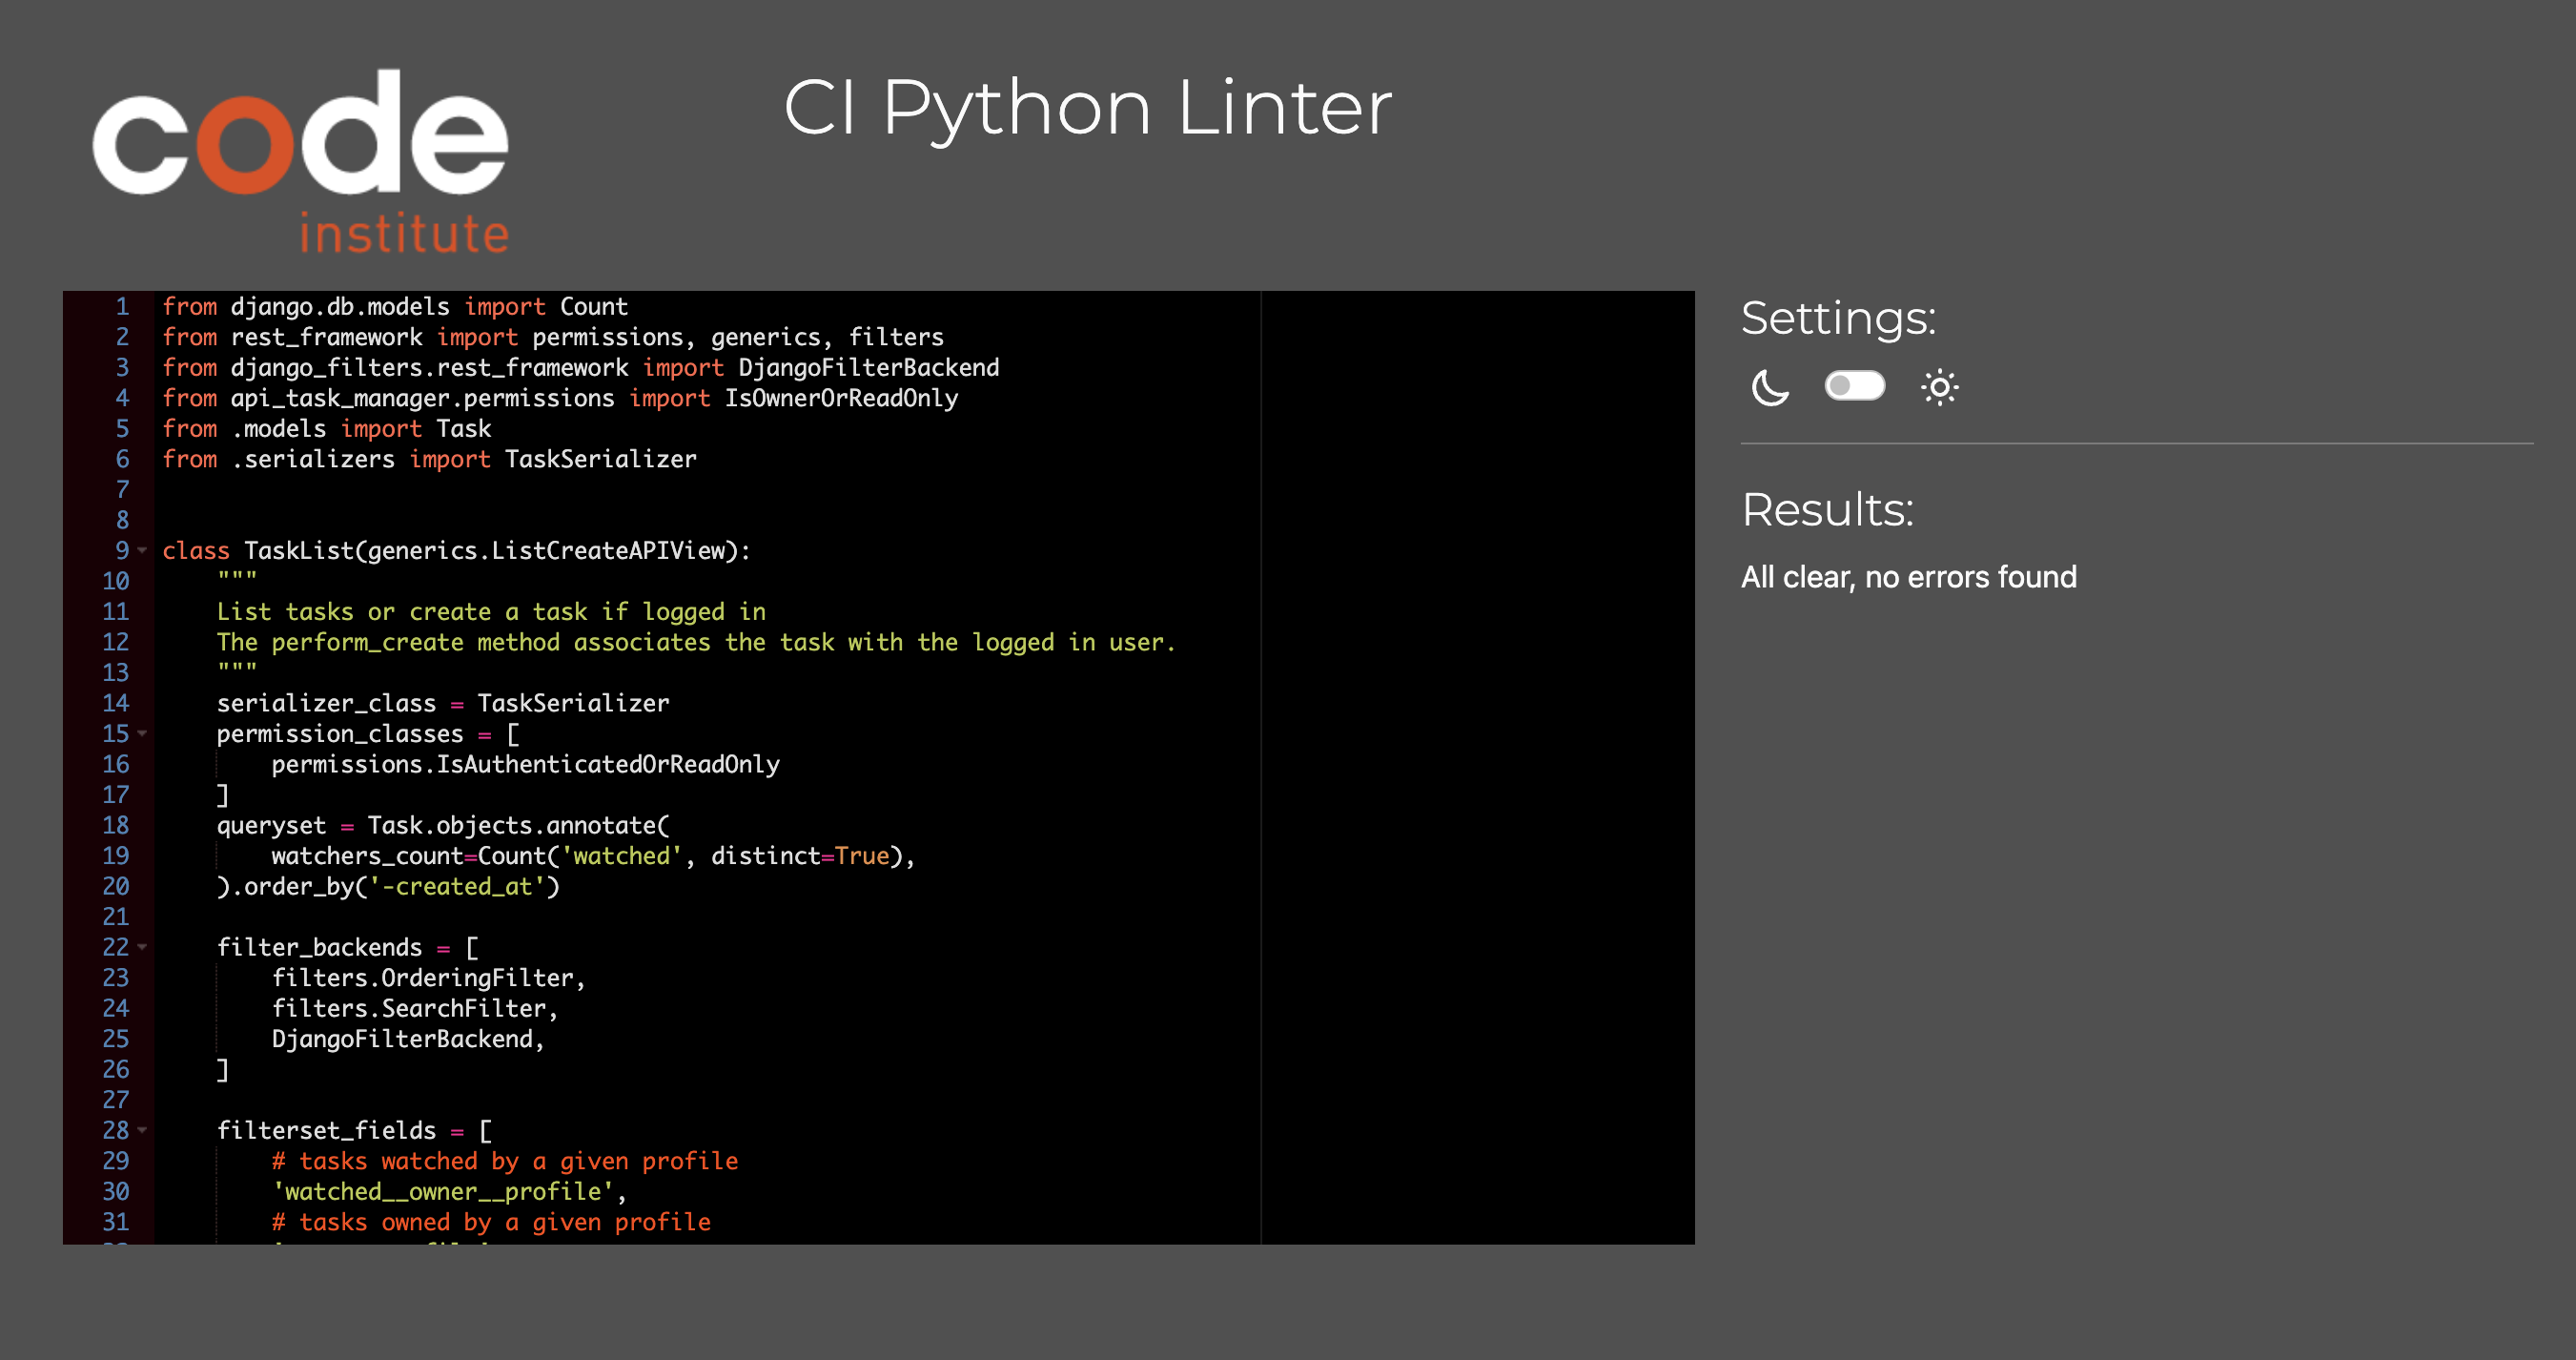 code
institute
CI Python Linter
1 from django.db.models import Count
2 from rest_framework import permissions, generics, filters
3 from django_filters.rest_framework import DjangoFilterBackend
4 from api_task_manager.permissions import IsOwnerOrReadOnly
5 from .models import Task
6 from .serializers import TaskSerializer
7
8
9 class TaskList(generics.ListCreateAPIView):
10     """
11     List tasks or create a task if logged in
12     The perform_create method associates the task with the logged in user.
13     """
14     serializer_class = TaskSerializer
15     permission_classes = [
16         permissions.IsAuthenticatedOrReadOnly
17     ]
18     queryset = Task.objects.annotate(
19         watchers_count=Count('watched', distinct=True),
20     ).order_by('-created_at')
21
22     filter_backends = [
23         filters.OrderingFilter,
24         filters.SearchFilter,
25         DjangoFilterBackend,
26     ]
27
28     filterset_fields = [
29         # tasks watched by a given profile
30         'watched__owner__profile',
31         # tasks owned by a given profile
Settings:
Results:
All clear, no errors found